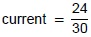 current = 24/30